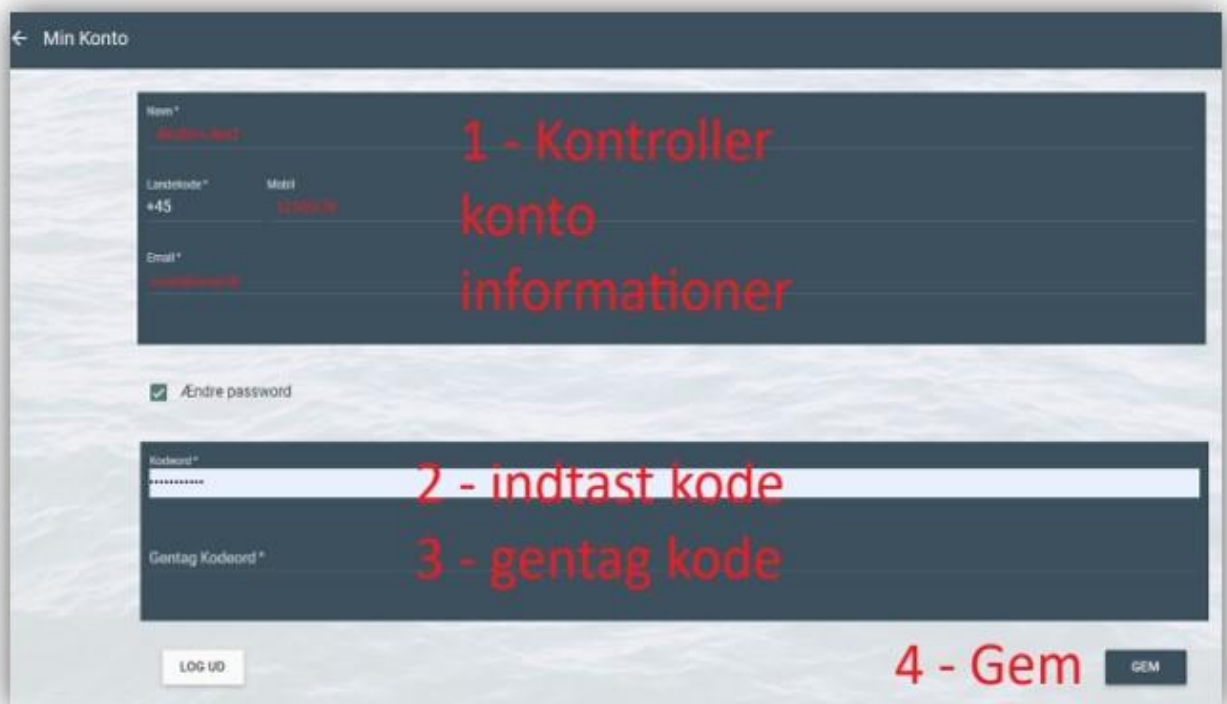 ← Min Konto
Navn*
1 - Kontroller
Landekode* Mobil
+45
konto
Email*
informationer
Ændre password
Kodeord*
2 - indtast kode
Gentag Kodeord*
3 - gentag kode
LOG UD
4 - Gem
GEM